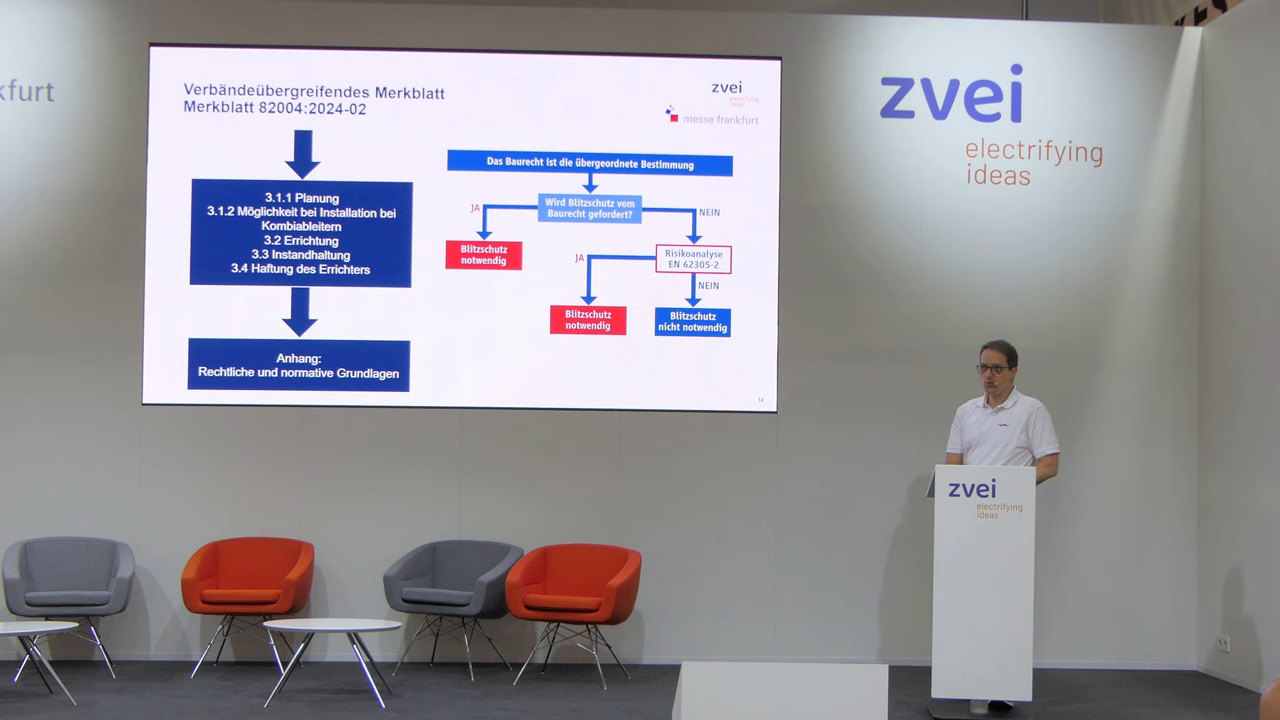 kfurt
Verbändeübergreifendes Merkblatt
Merkblatt 82004:2024-02
zvei
electrifying
ideas
messe frankfurt
3.1.1 Planung
3.1.2 Möglichkeit bei Installation bei
Kombiableitern
3.2 Errichtung
3.3 Instandhaltung
3.4 Haftung des Errichters
Anhang:
Rechtliche und normative Grundlagen
Das Baurecht ist die übergeordnete Bestimmung
Wird Blitzschutz vom
Baurecht gefordert?
JA
NEIN
Blitzschutz
notwendig
Risikoanalyse
EN 62305-2
JA
NEIN
Blitzschutz
notwendig
Blitzschutz
nicht notwendig
14
zvei
electrifying
ideas
zvei
electrifying
ideas